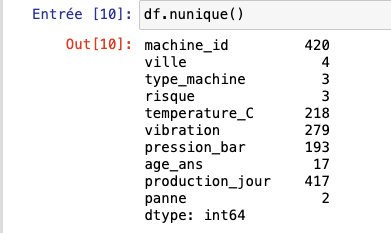 Entrée [10]: df.nunique()
Out[10]: machine_id 420
ville 4
type_machine 3
risque 3
temperature_C 218
vibration 279
pression_bar 193
age_ans 17
production_jour 417
panne 2
dtype: int64